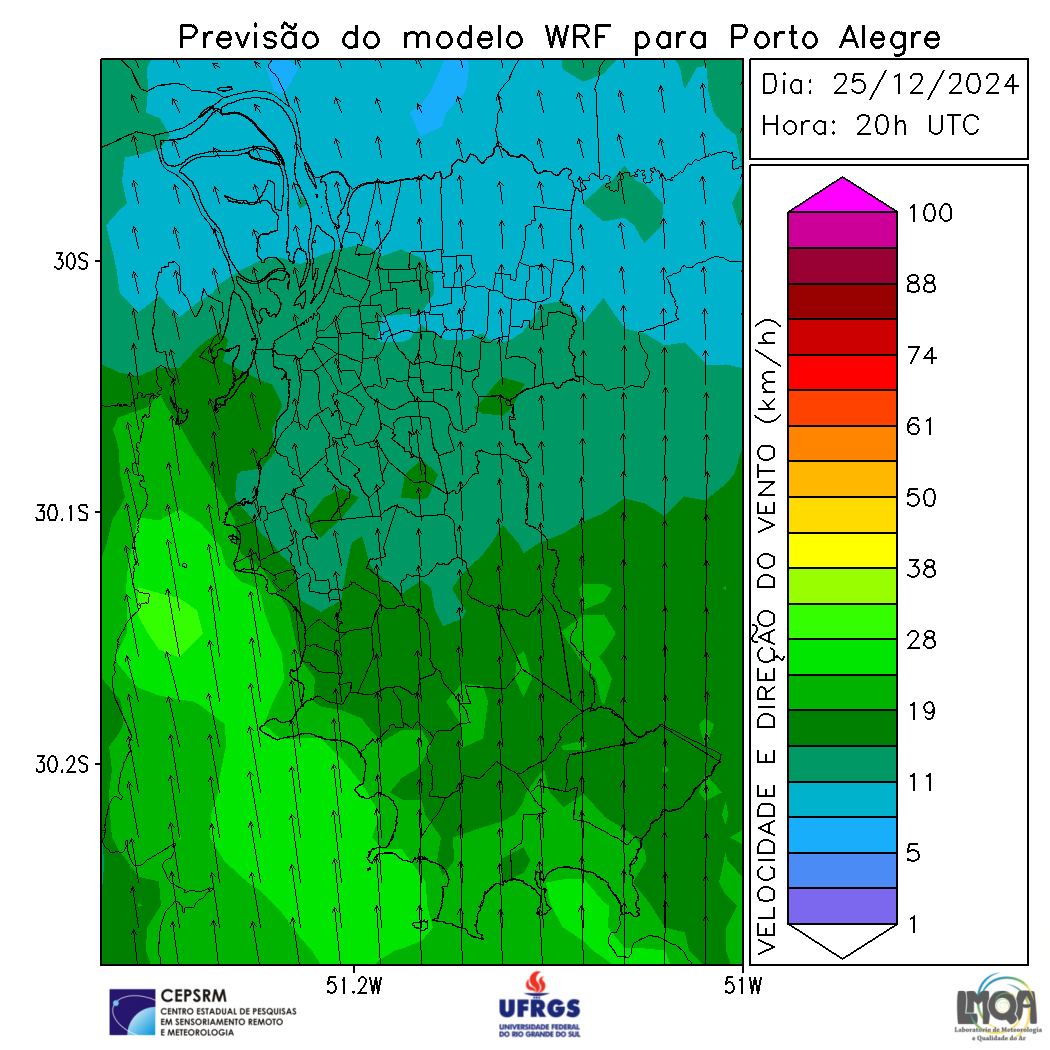 Previsão do modelo WRF para Porto Alegre
Dia: 25/12/2024
Hora: 20h UTC
30S
30.1S
30.2S
51.2W
51W
VELOCIDADE E DIREÇÃO DO VENTO (km/h)
100
88
74
61
50
38
28
19
11
5
1
CEPSRM
CENTRO ESTADUAL DE PESQUISAS
EM SENSORIAMENTO REMOTO
E METEOROLOGIA
UFRGS
UNIVERSIDADE FEDERAL
DO RIO GRANDE DO SUL
LMQA
Laboratório de Meteorologia
e Qualidade do Ar